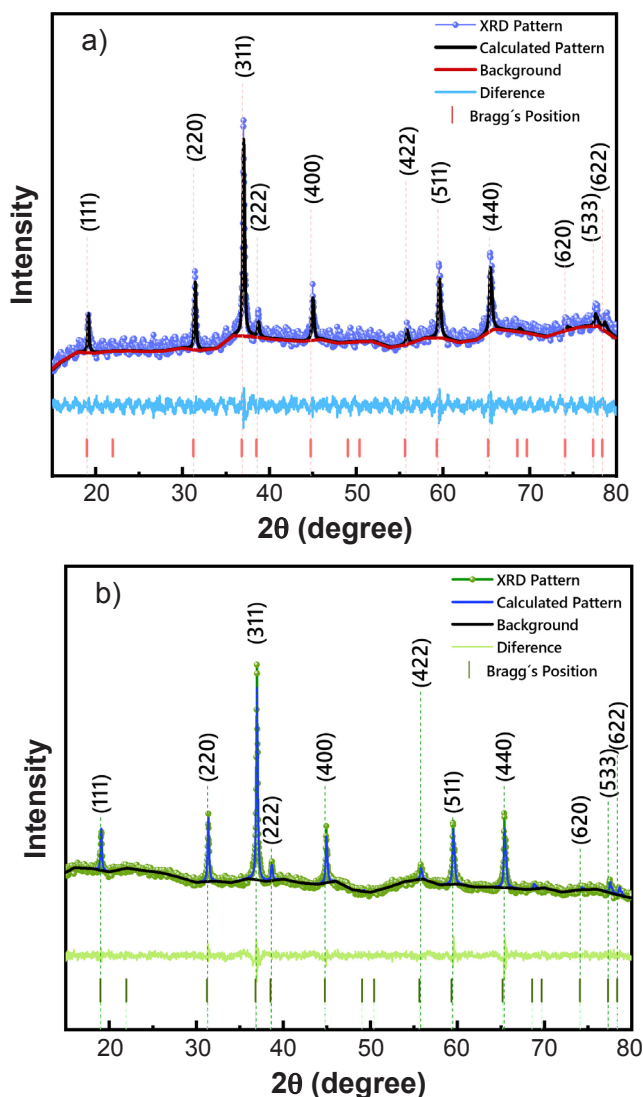 a)
XRD Pattern
Calculated Pattern
Background
Diference
Bragg´s Position
(111)
(220)
(311)
(222)
(400)
(422)
(511)
(440)
(620)
(533)
(622)
Intensity
20 30 40 50 60 70 80
2θ (degree)
b)
XRD Pattern
Calculated Pattern
Background
Diference
Bragg´s Position
(111)
(220)
(311)
(222)
(400)
(422)
(511)
(440)
(620)
(533)
(622)
Intensity
20 30 40 50 60 70 80
2θ (degree)